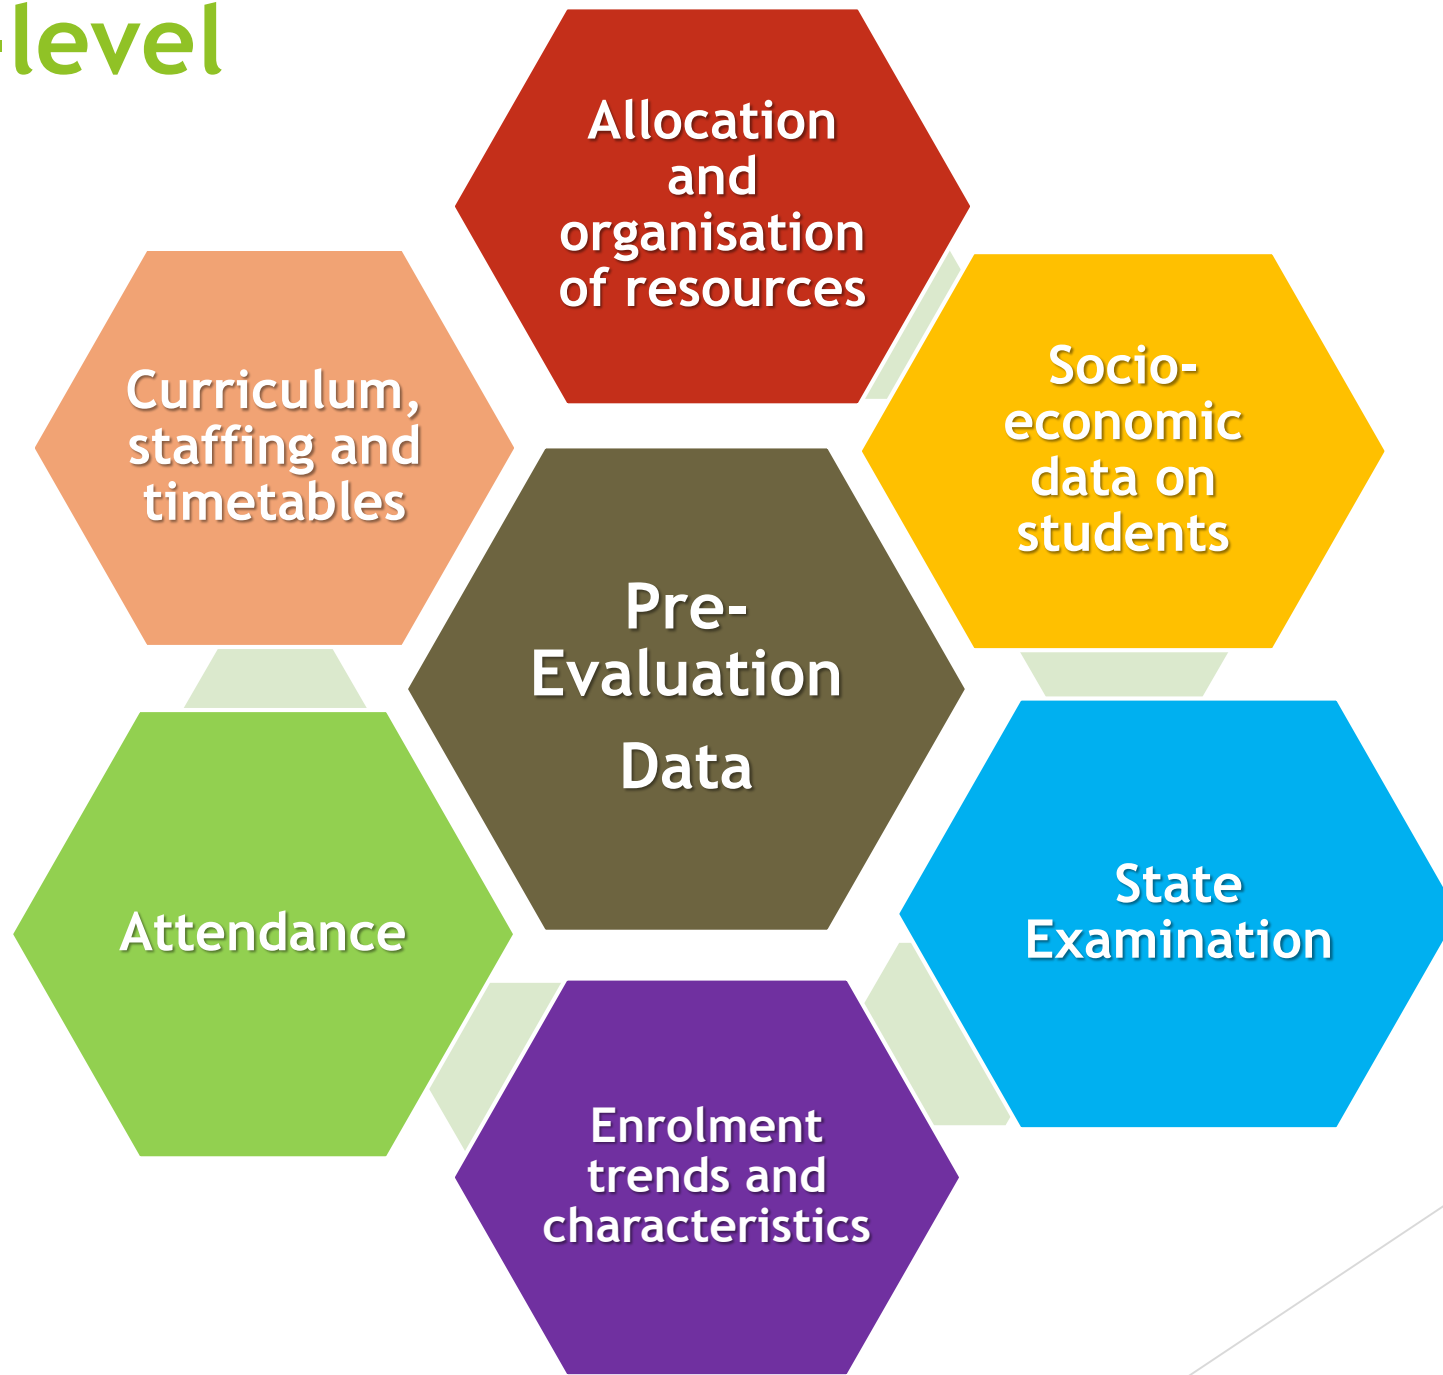 -level
Allocation
and
organisation
of resources
Socio-
economic
data on
students
Curriculum,
staffing and
timetables
Pre-
Evaluation
Data
State
Examination
Attendance
Enrolment
trends and
characteristics